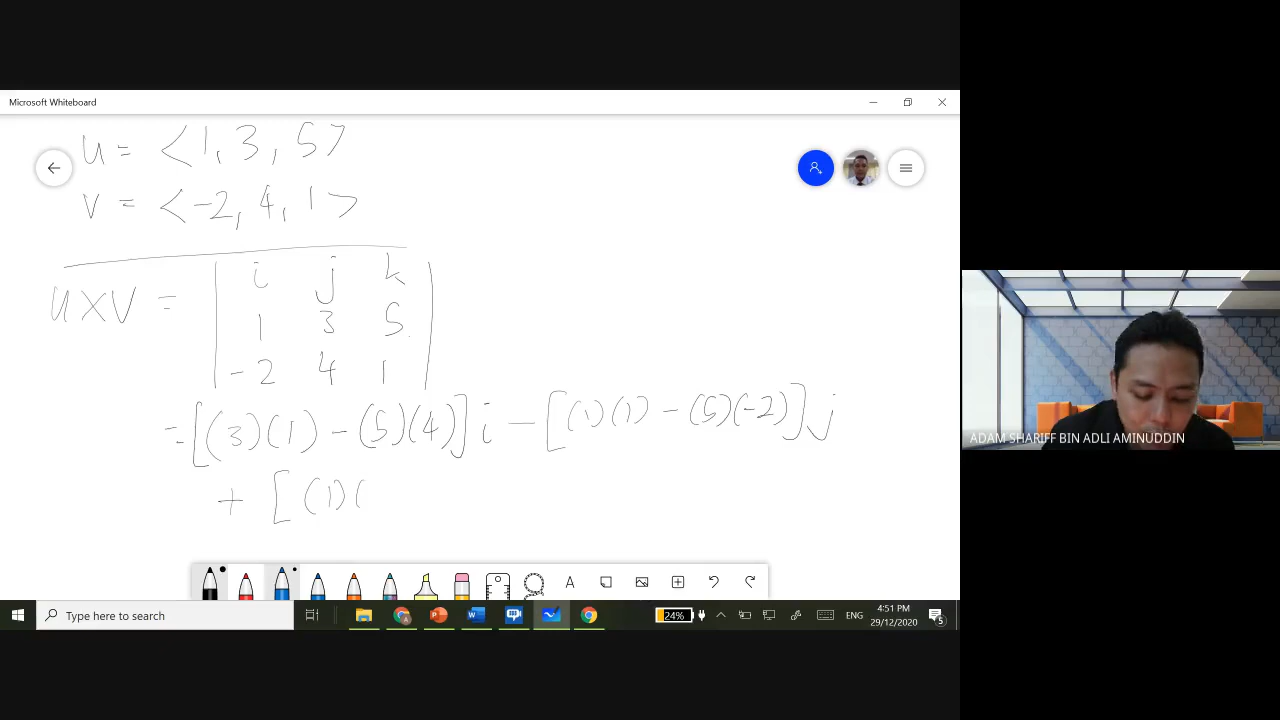 Microsoft Whiteboard
u = <1, 3, 5>
v = <-2, 4, 1>
u×v = | i j k |
1 3 5
-2 4 1
= [(3)(1) - (5)(4)] i - [(1)(1) - (5)(-2)] j
+ [(1)(
ADAM SHARIFF BIN ADLI AMINUDDIN
Type here to search
24%
ENG
4:51 PM
29/12/2020
5